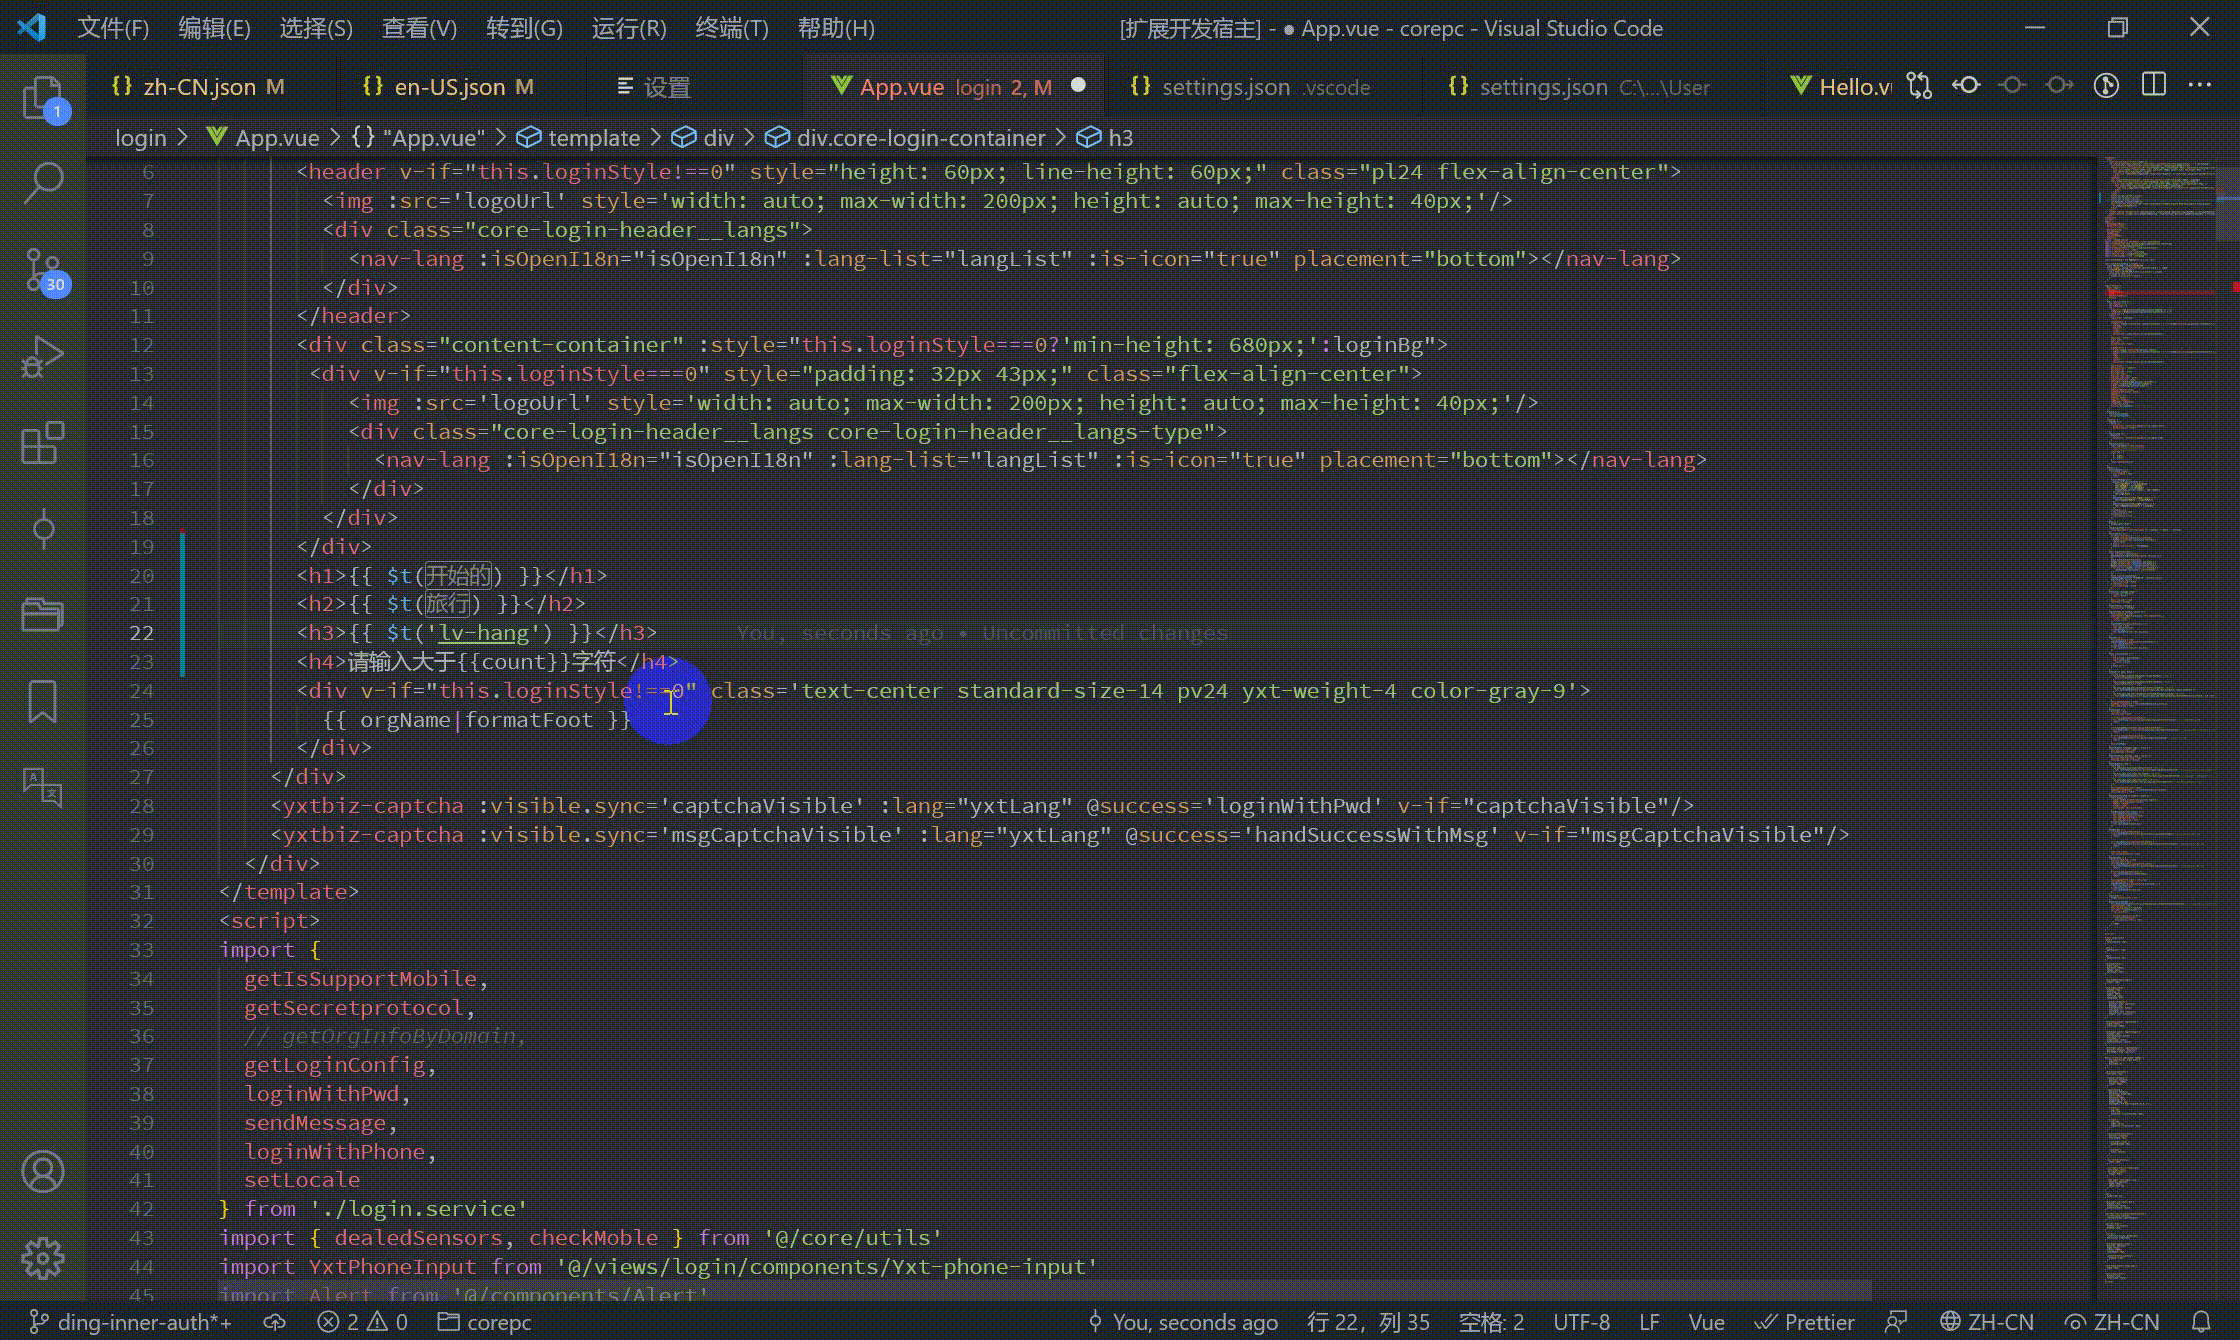 文件(F) 编辑(E) 选择(S) 查看(V) 转到(G) 运行(R) 终端(T) 帮助(H) [扩展开发宿主] - ● App.vue - corepc - Visual Studio Code
{} zh-CN.json M {} en-US.json M 设置 App.vue login 2, M ● {} settings.json .vscode {} settings.json C:\...\User Hello.v
login > App.vue > {} "App.vue" > template > div > div.core-login-container > h3
6 <header v-if="this.loginStyle!==0" style="height: 60px; line-height: 60px;" class="pl24 flex-align-center">
7 <img :src='logoUrl' style='width: auto; max-width: 200px; height: auto; max-height: 40px;'/>
8 <div class="core-login-header__langs">
9 <nav-lang :isOpenI18n="isOpenI18n" :lang-list="langList" :is-icon="true" placement="bottom"></nav-lang>
10 </div>
11 </header>
12 <div class="content-container" :style="this.loginStyle===0?'min-height: 680px;':loginBg">
13 <div v-if="this.loginStyle===0" style="padding: 32px 43px;" class="flex-align-center">
14 <img :src='logoUrl' style='width: auto; max-width: 200px; height: auto; max-height: 40px;'/>
15 <div class="core-login-header__langs core-login-header__langs-type">
16 <nav-lang :isOpenI18n="isOpenI18n" :lang-list="langList" :is-icon="true" placement="bottom"></nav-lang>
17 </div>
18 </div>
19 </div>
20 <h1>{{ $t(开始的) }}</h1>
21 <h2>{{ $t(旅行) }}</h2>
22 <h3>{{ $t('lv-hang') }}</h3> You, seconds ago • Uncommitted changes
23 <h4>请输入大于{{count}}字符</h4>
24 <div v-if="this.loginStyle!==0" class='text-center standard-size-14 pv24 yxt-weight-4 color-gray-9'>
25 {{ orgName|formatFoot }}
26 </div>
27 </div>
28 <yxtbiz-captcha :visible.sync='captchaVisible' :lang="yxtLang" @success='loginWithPwd' v-if="captchaVisible"/>
29 <yxtbiz-captcha :visible.sync='msgCaptchaVisible' :lang="yxtLang" @success='handSuccessWithMsg' v-if="msgCaptchaVisible"/>
30 </div>
31 </template>
32 <script>
33 import {
34 getIsSupportMobile,
35 getSecretprotocol,
36 // getOrgInfoByDomain,
37 getLoginConfig,
38 loginWithPwd,
39 sendMessage,
40 loginWithPhone,
41 setLocale
42 } from './login.service'
43 import { dealedSensors, checkMoble } from '@/core/utils'
44 import YxtPhoneInput from '@/views/login/components/Yxt-phone-input'
45 import Alert from '@/components/Alert'
1
30
ding-inner-auth*+ 2 0 corepc You, seconds ago 行 22，列 35 空格: 2 UTF-8 LF Vue Prettier ZH-CN ZH-CN